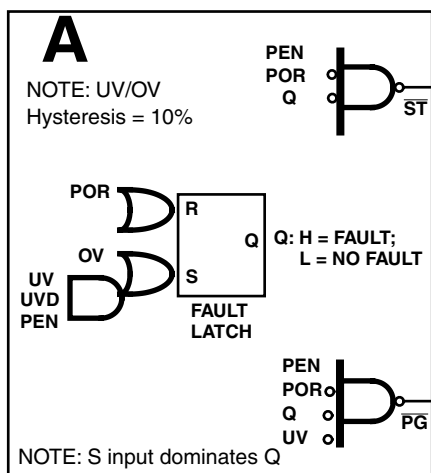 A
NOTE: UV/OV
Hysteresis = 10%
PEN
POR
Q
ST
POR
R
Q
Q: H = FAULT;
L = NO FAULT
OV
S
UV
UVD
PEN
FAULT
LATCH
PEN
POR
Q
UV
PG
NOTE: S input dominates Q